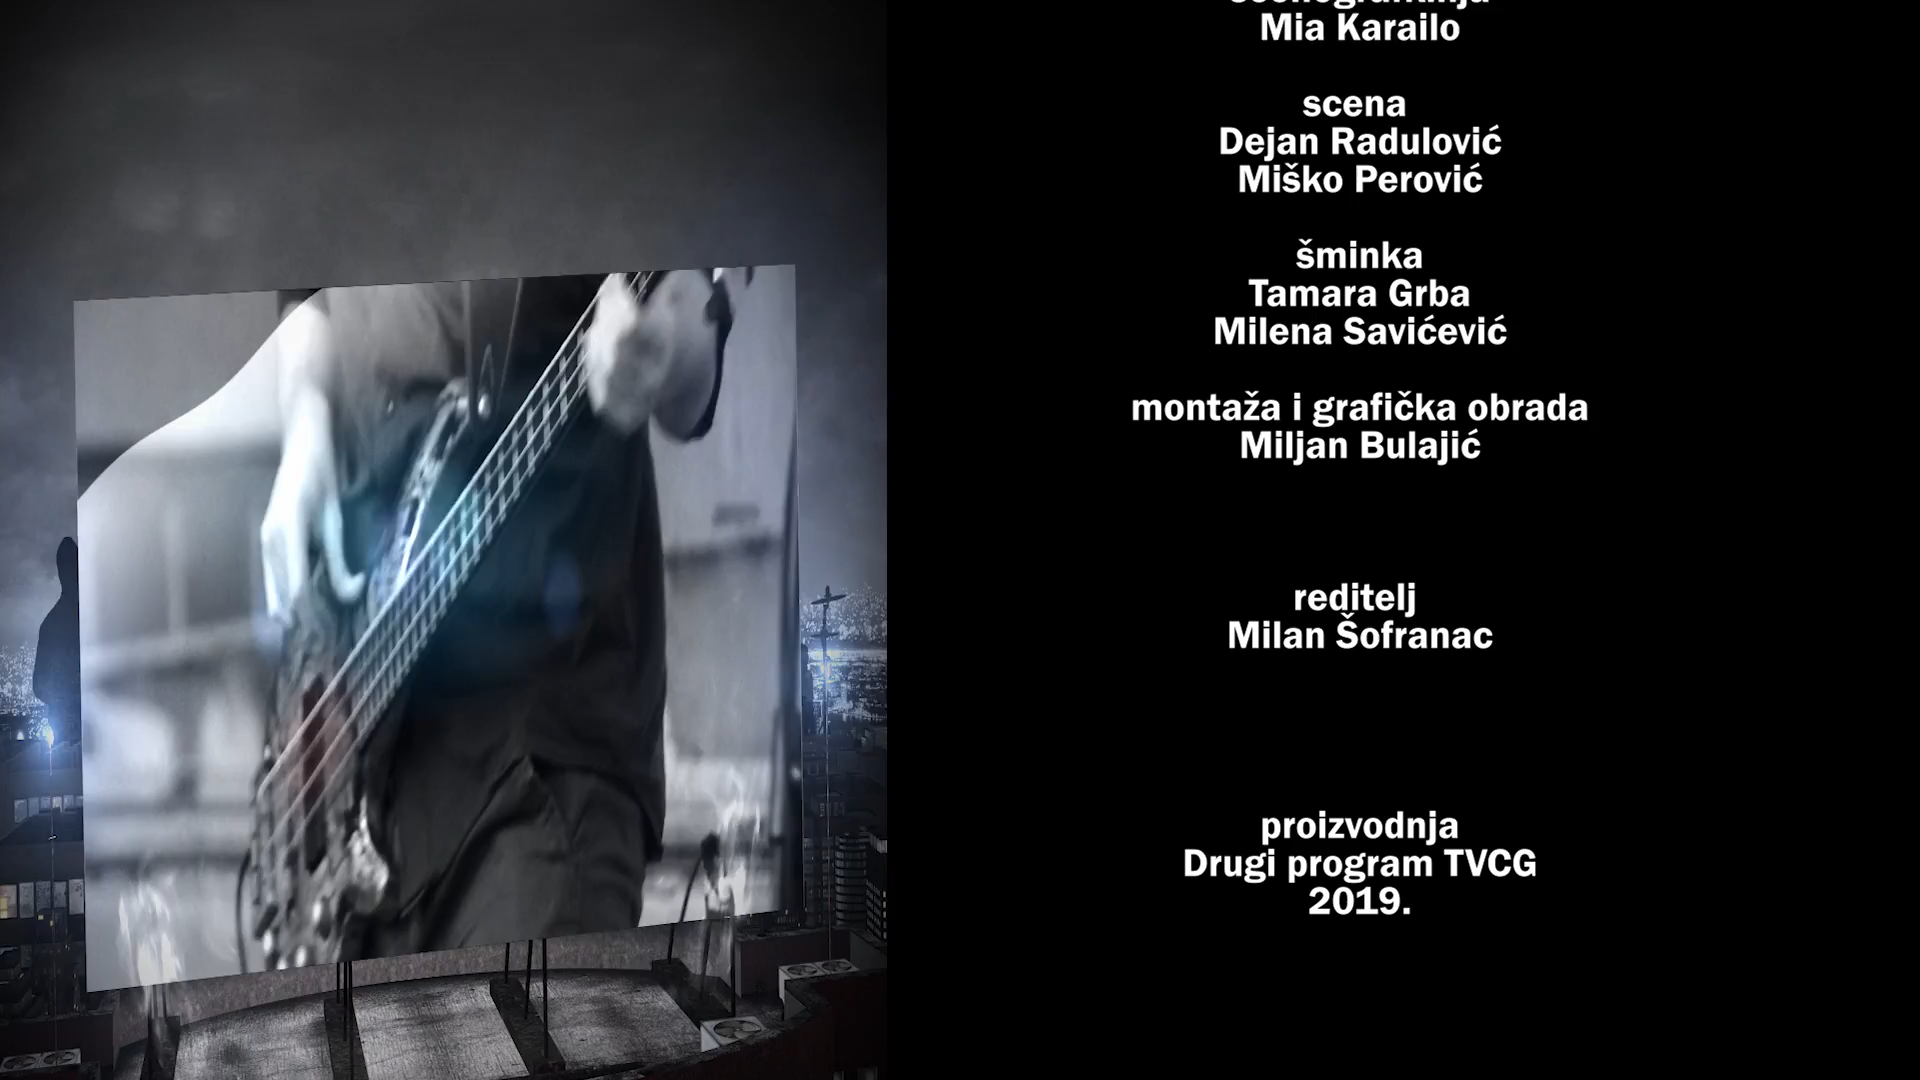 Mia Karailo
scena
Dejan Radulović
Miško Perović
šminka
Tamara Grba
Milena Savićević
montaža i grafička obrada
Miljan Bulajić
reditelj
Milan Šofranac
proizvodnja
Drugi program TVCG
2019.